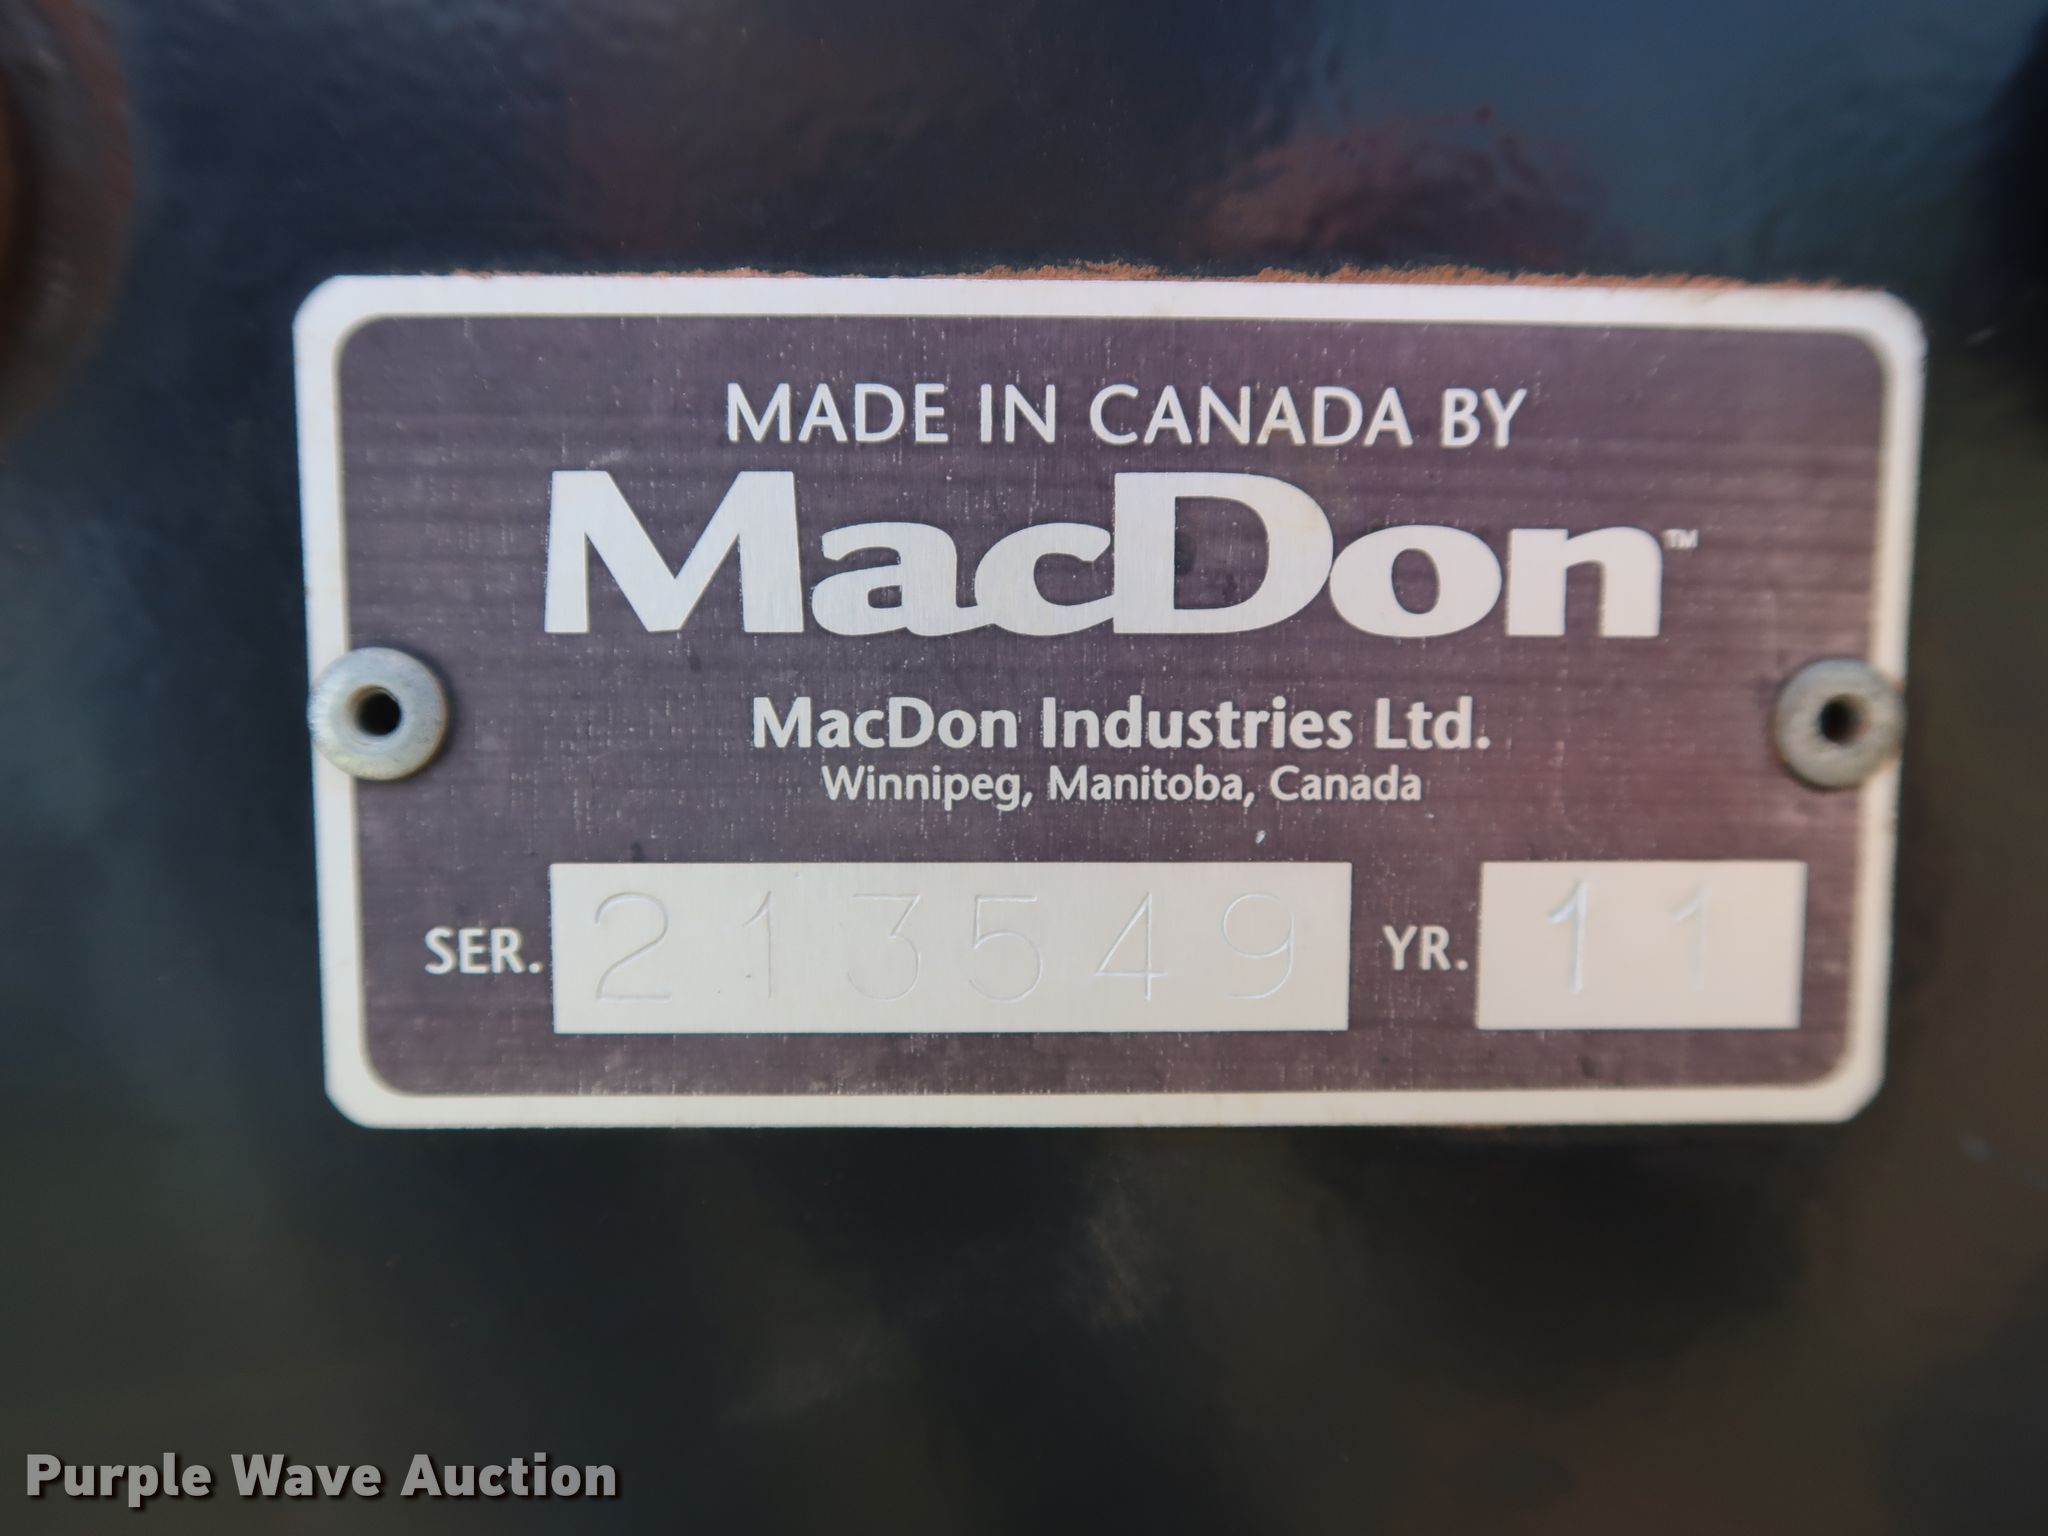 MADE IN CANADA BY
MacDon™
MacDon Industries Ltd.
Winnipeg, Manitoba, Canada
SER. 213549 YR. 11
Purple Wave Auction